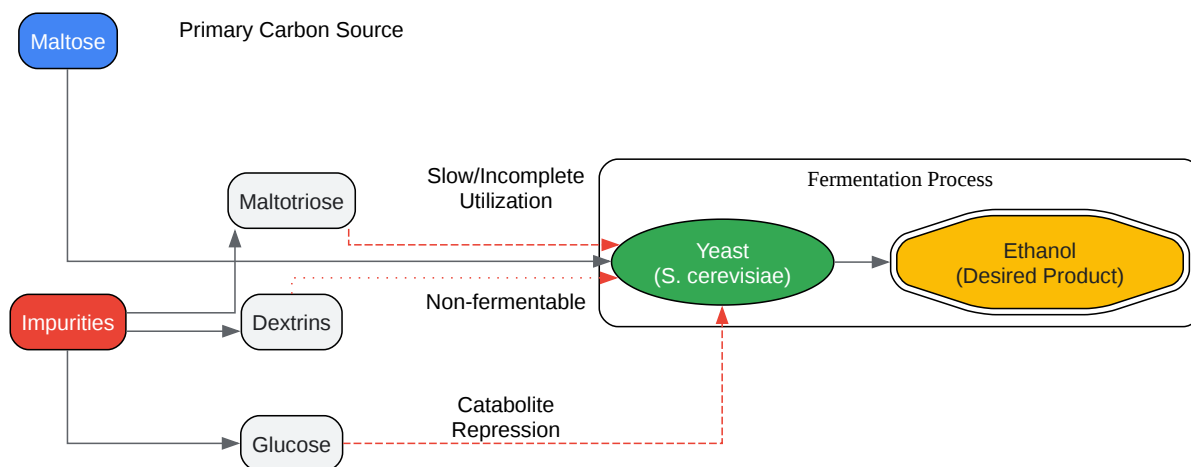 Maltose
Primary Carbon Source
Maltotriose
Slow/Incomplete
Utilization
Fermentation Process
Yeast
(S. cerevisiae)
Ethanol
(Desired Product)
Impurities
Dextrins
Non-fermentable
Glucose
Catabolite
Repression